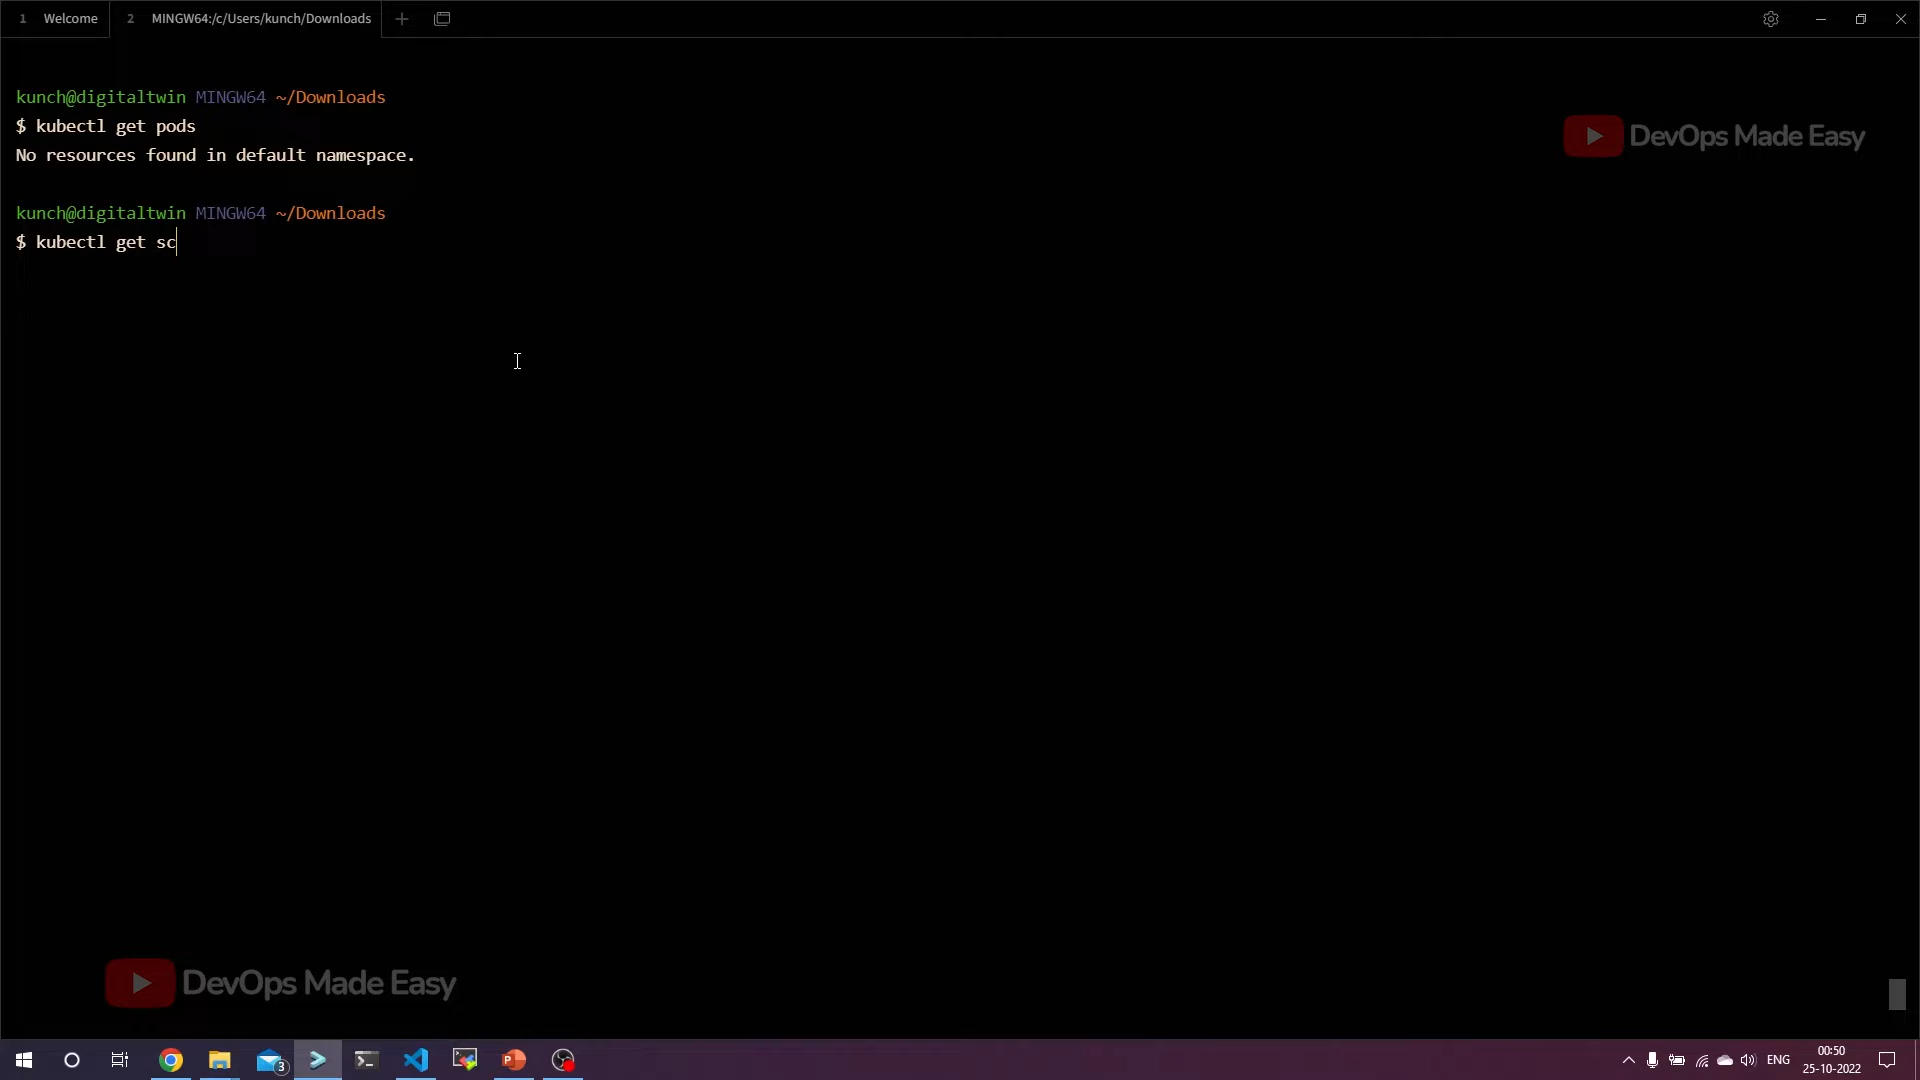 1 Welcome 2 MINGW64:/c/Users/kunch/Downloads
kunch@digitaltwin MINGW64 ~/Downloads
$ kubectl get pods
No resources found in default namespace.
kunch@digitaltwin MINGW64 ~/Downloads
$ kubectl get sc
DevOps Made Easy
DevOps Made Easy
3
ENG
00:50
25-10-2022